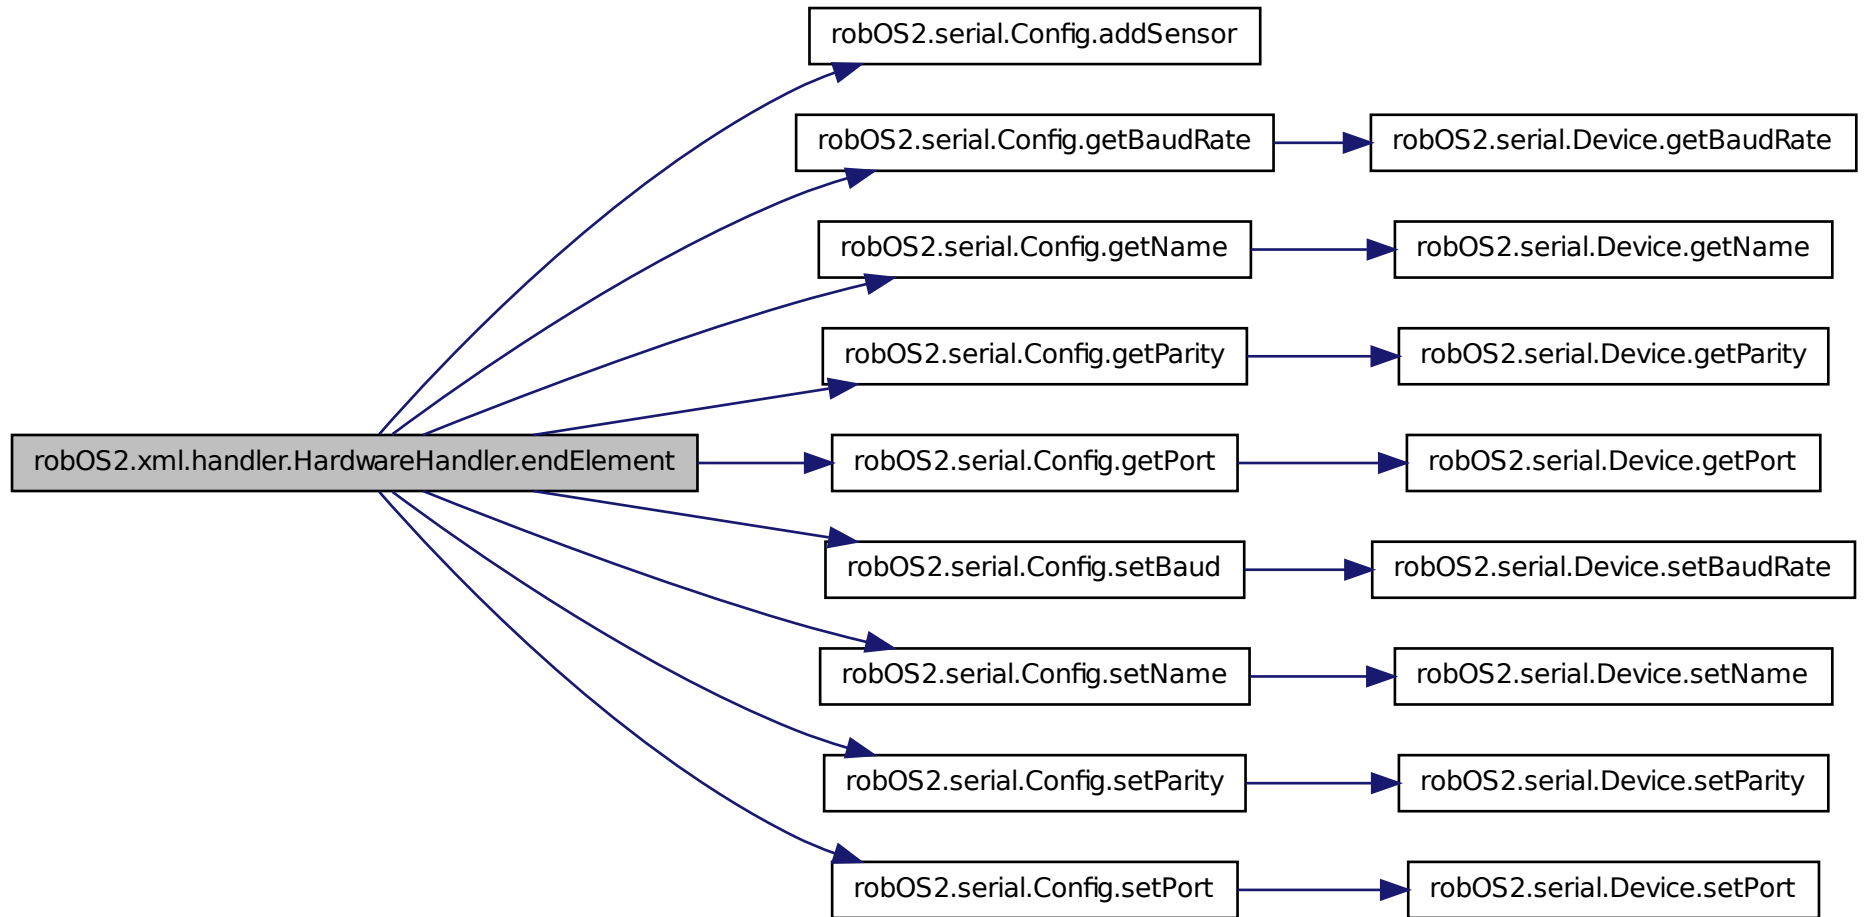 robOS2.serial.Config.addSensor
robOS2.serial.Config.getBaudRate
robOS2.serial.Device.getBaudRate
robOS2.serial.Config.getName
robOS2.serial.Device.getName
robOS2.serial.Config.getParity
robOS2.serial.Device.getParity
robOS2.xml.handler.HardwareHandler.endElement
robOS2.serial.Config.getPort
robOS2.serial.Device.getPort
robOS2.serial.Config.setBaud
robOS2.serial.Device.setBaudRate
robOS2.serial.Config.setName
robOS2.serial.Device.setName
robOS2.serial.Config.setParity
robOS2.serial.Device.setParity
robOS2.serial.Config.setPort
robOS2.serial.Device.setPort